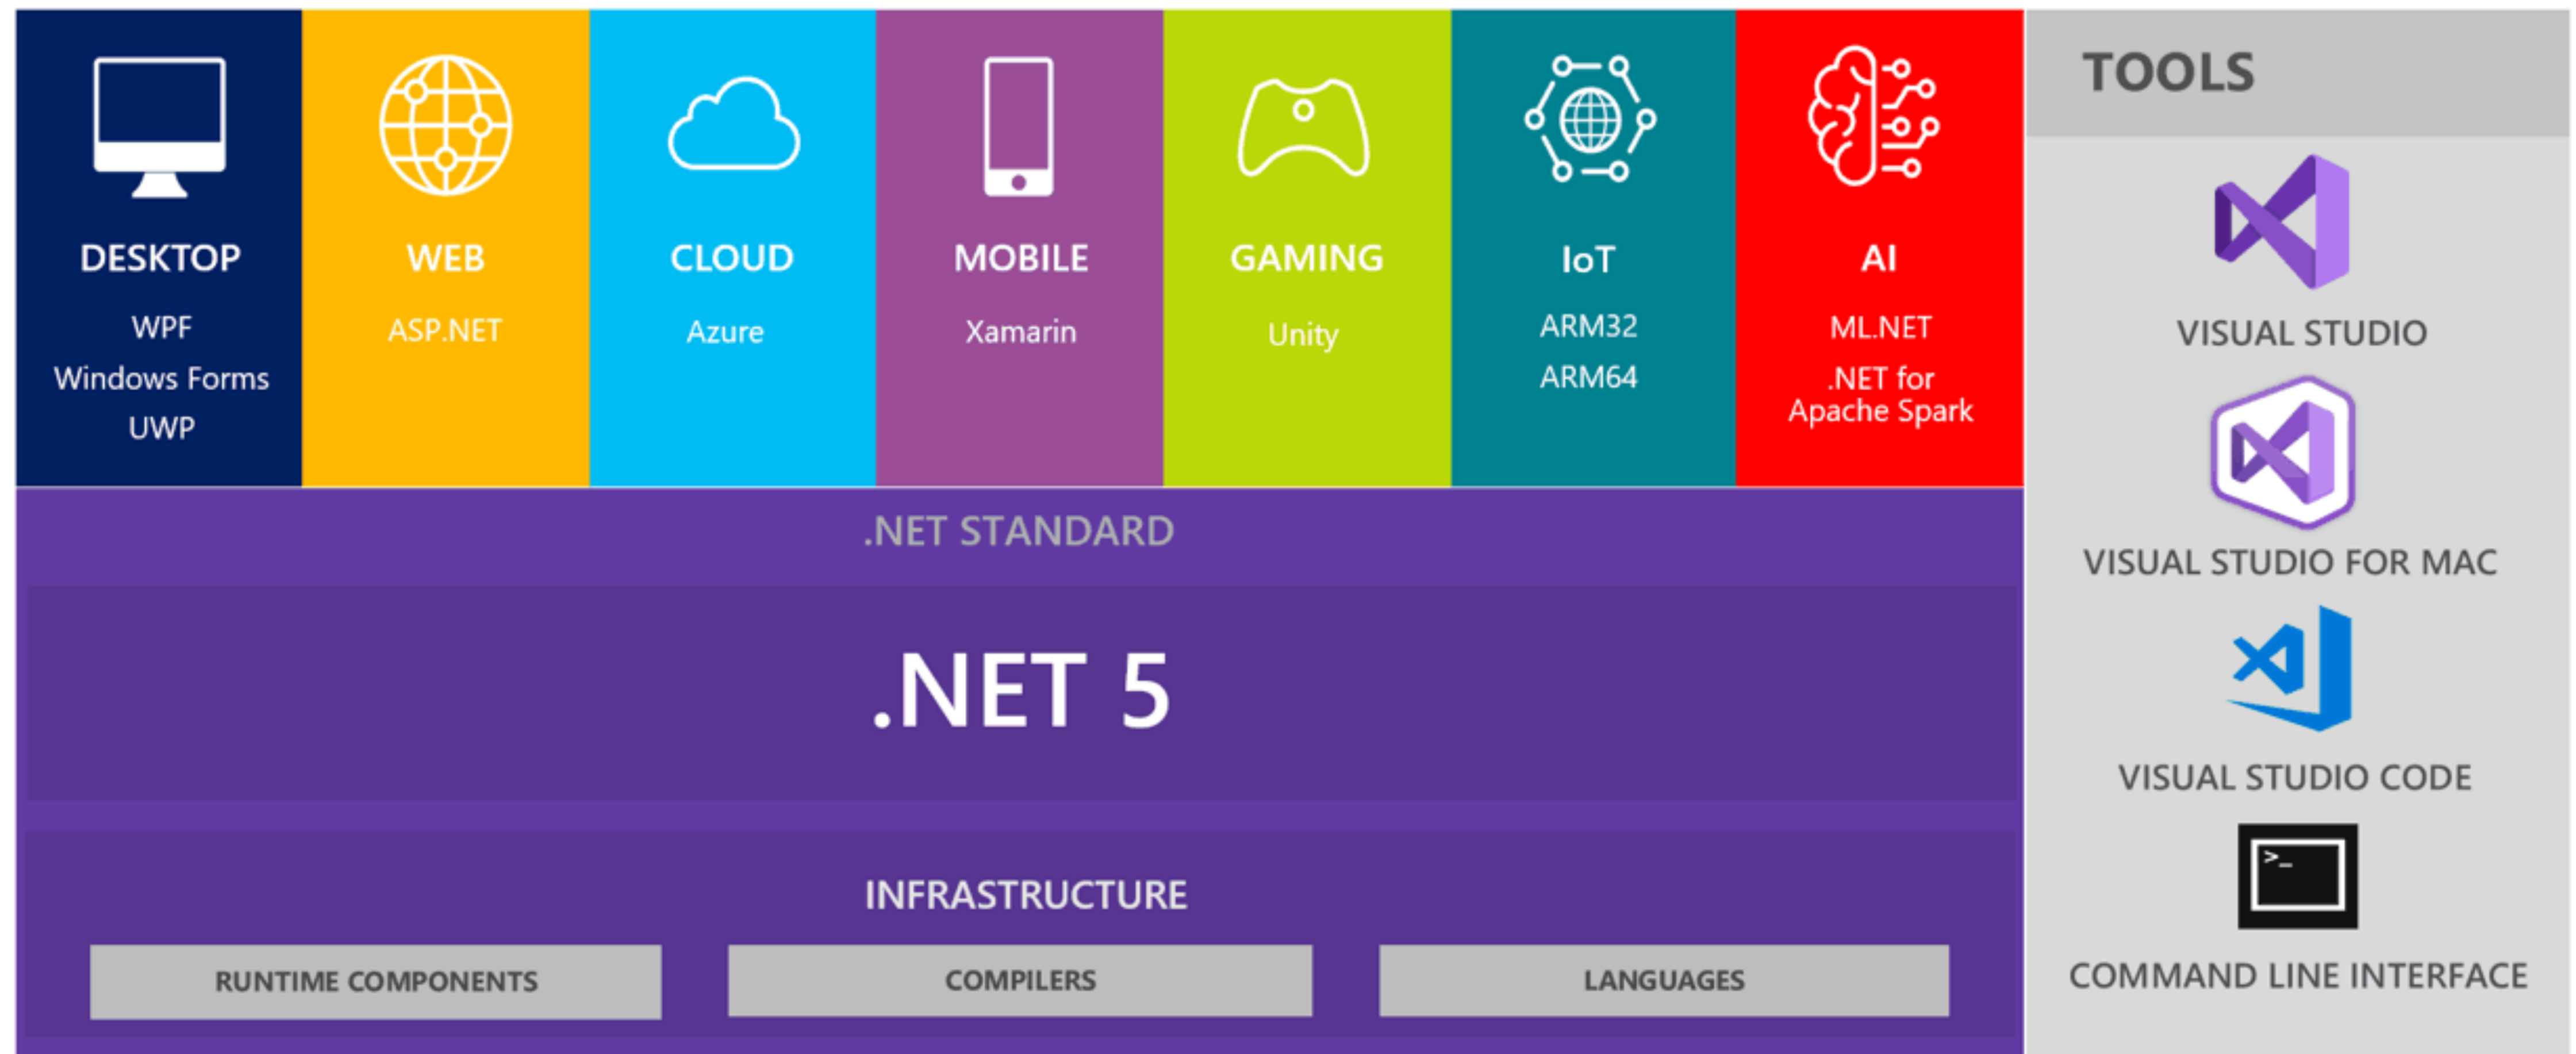 DESKTOP
WPF
Windows Forms
UWP
WEB
ASP.NET
CLOUD
Azure
MOBILE
Xamarin
GAMING
Unity
IoT
ARM32
ARM64
AI
ML.NET
.NET for
Apache Spark
.NET STANDARD
.NET 5
INFRASTRUCTURE
RUNTIME COMPONENTS
COMPILERS
LANGUAGES
TOOLS
VISUAL STUDIO
VISUAL STUDIO FOR MAC
VISUAL STUDIO CODE
>_
COMMAND LINE INTERFACE